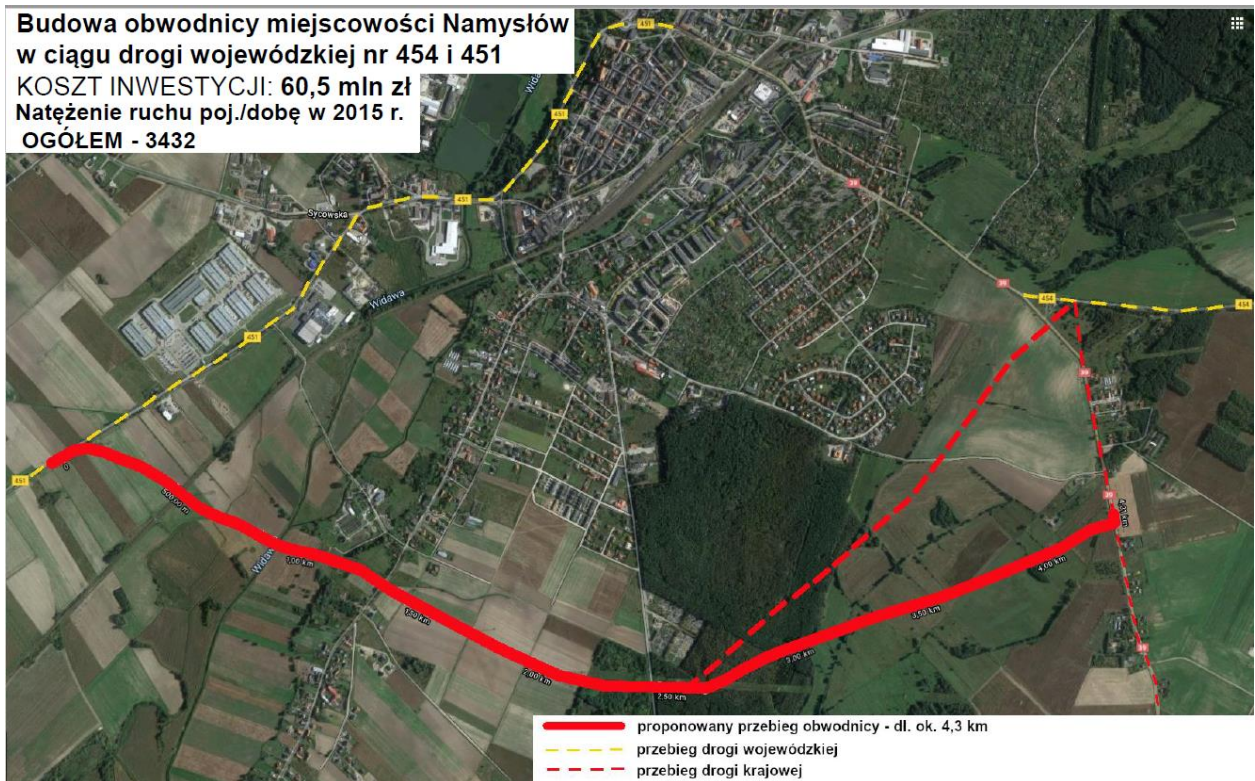 Budowa obwodnicy miejscowości Namysłów
w ciągu drogi wojewódzkiej nr 454 i 451
KOSZT INWESTYCJI: 60,5 mln zł
Natężenie ruchu poj./dobę w 2015 r.
OGÓŁEM - 3432
451
451
451
Sycowska
Widawa
451
451
39
39
454
454
39
39
39
Widawa
0
500,00 m
1,00 km
1,50 km
2,00 km
2,50 km
3,00 km
3,50 km
4,00 km
proponowany przebieg obwodnicy - dł. ok. 4,3 km
przebieg drogi wojewódzkiej
przebieg drogi krajowej